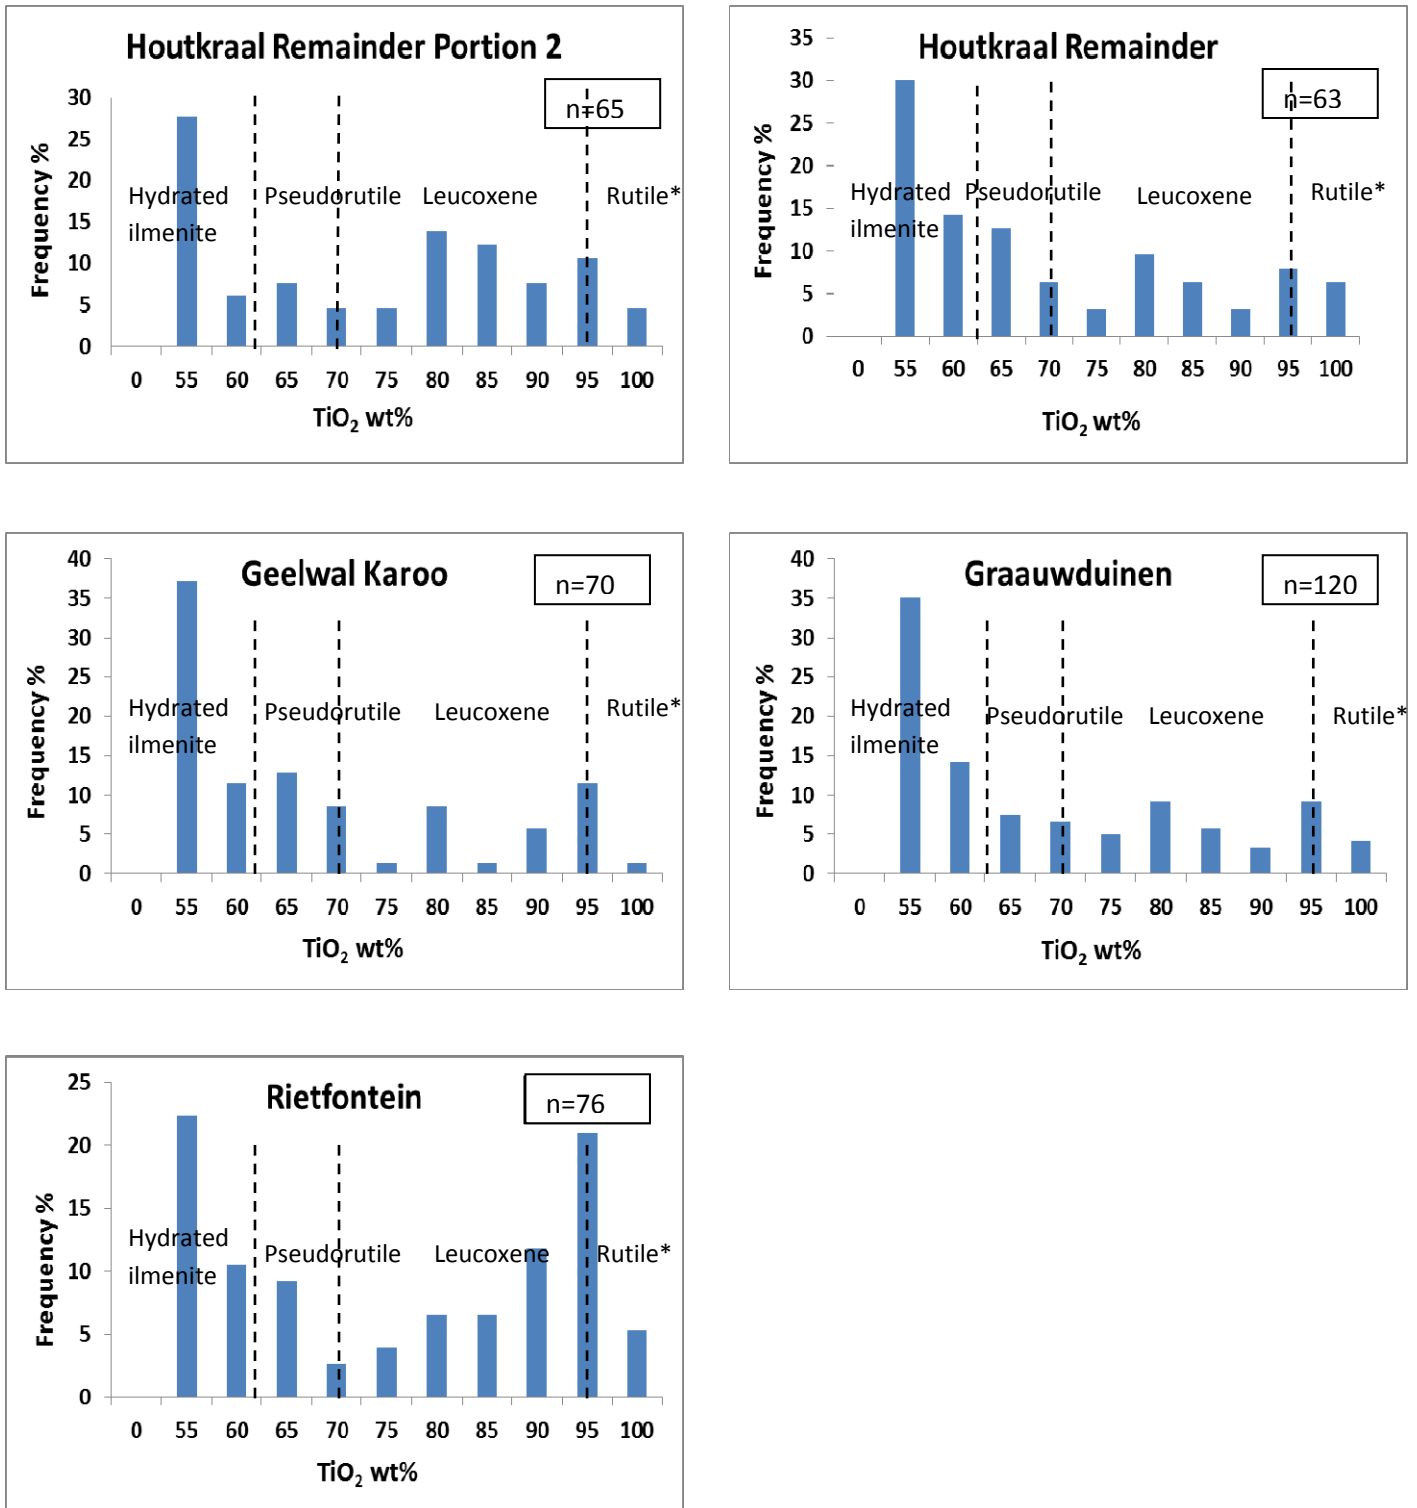 Houtkraal Remainder Portion 2
n=65
30
25
20
15
10
5
0
Frequency %
Hydrated ilmenite
Pseudorutile
Leucoxene
Rutile*
0 55 60 65 70 75 80 85 90 95 100
TiO₂ wt%
Houtkraal Remainder
n=63
35
30
25
20
15
10
5
0
Frequency %
Hydrated ilmenite
Pseudorutile
Leucoxene
Rutile*
0 55 60 65 70 75 80 85 90 95 100
TiO₂ wt%
Geelwal Karoo
n=70
40
35
30
25
20
15
10
5
0
Frequency %
Hydrated ilmenite
Pseudorutile
Leucoxene
Rutile*
0 55 60 65 70 75 80 85 90 95 100
TiO₂ wt%
Graauwduinen
n=120
40
35
30
25
20
15
10
5
0
Frequency %
Hydrated ilmenite
Pseudorutile
Leucoxene
Rutile*
0 55 60 65 70 75 80 85 90 95 100
TiO₂ wt%
Rietfontein
n=76
25
20
15
10
5
0
Frequency %
Hydrated ilmenite
Pseudorutile
Leucoxene
Rutile*
0 55 60 65 70 75 80 85 90 95 100
TiO₂ wt%